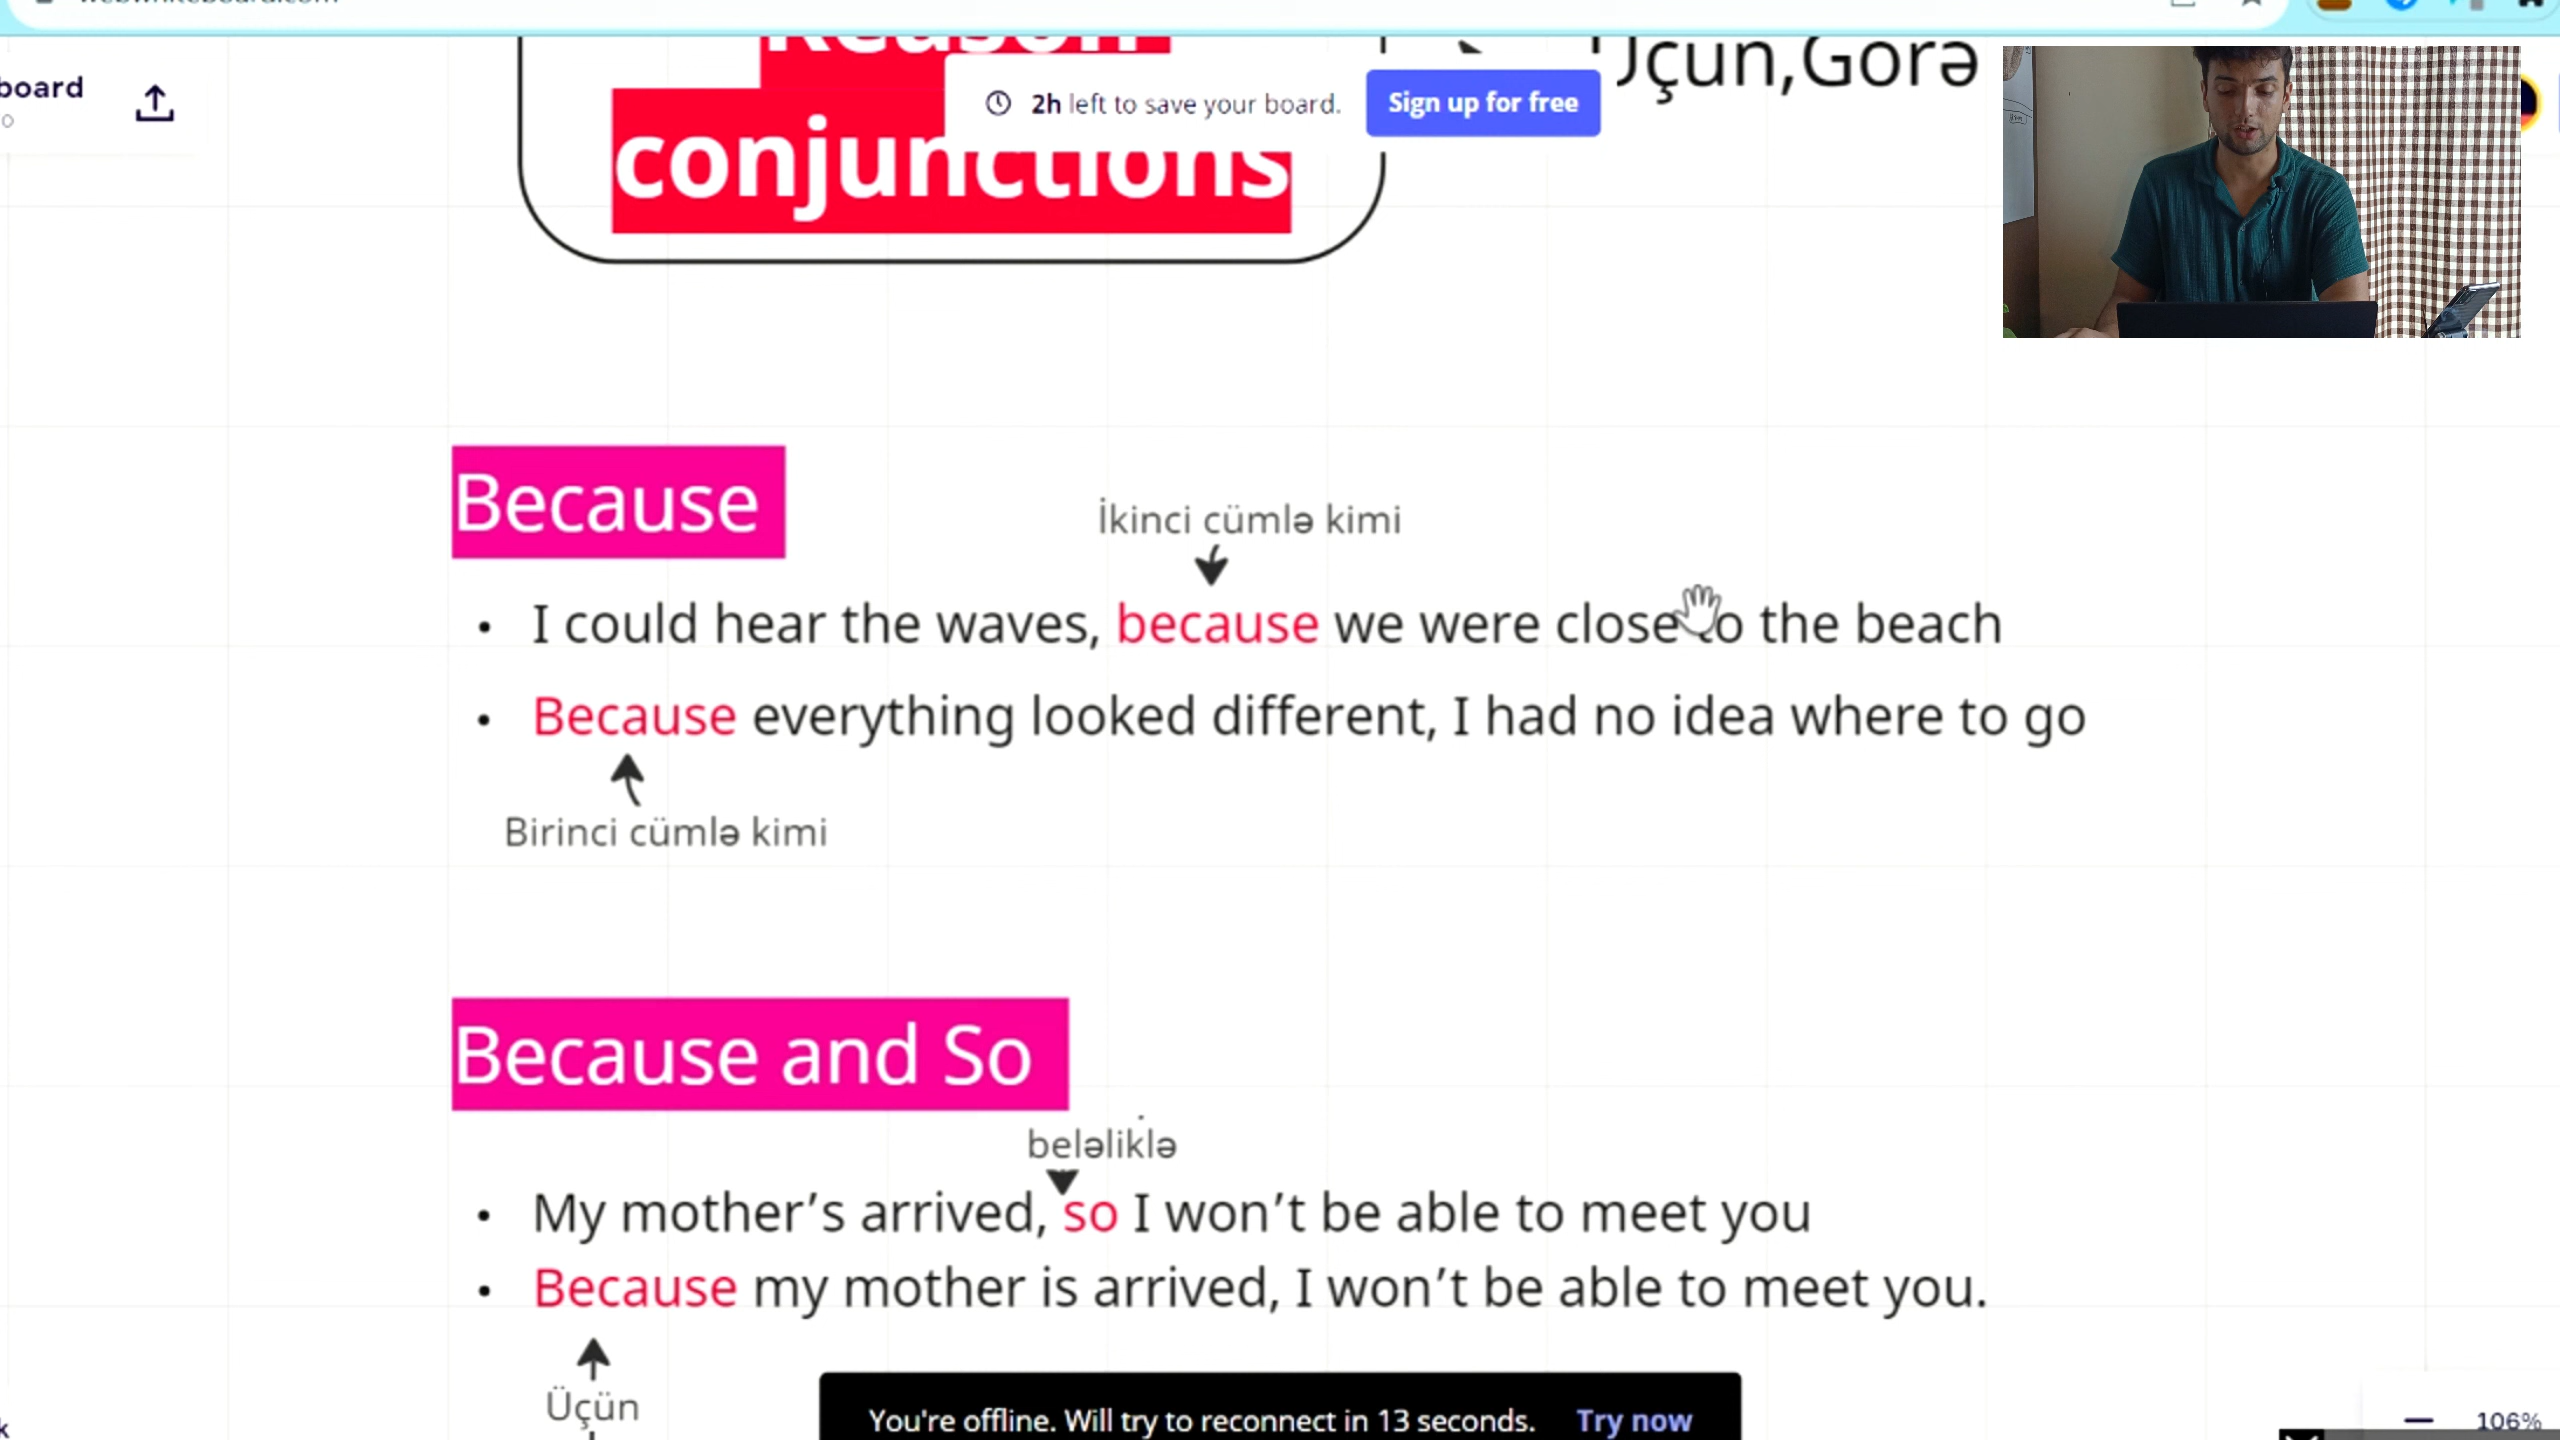 board
2h left to save your board.
Sign up for free
Reason
conjunctions
Üçün,Görə
Because
İkinci cümlə kimi
• I could hear the waves, because we were close to the beach
• Because everything looked different, I had no idea where to go
Birinci cümlə kimi
Because and So
beləliklə
• My mother’s arrived, so I won’t be able to meet you
• Because my mother is arrived, I won’t be able to meet you.
Üçün
You're offline. Will try to reconnect in 13 seconds. Try now
106%